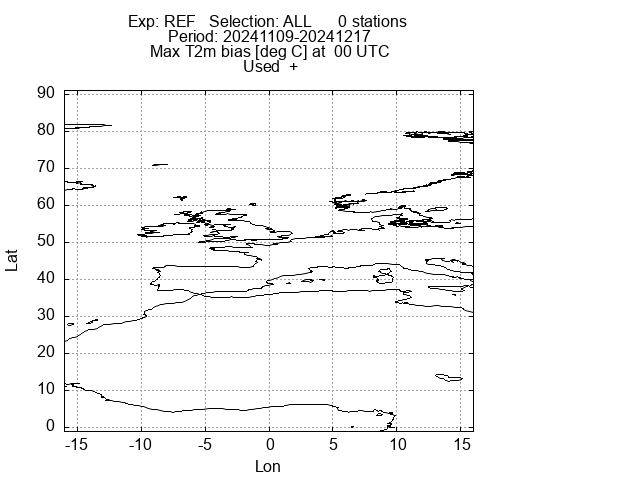 Exp: REF   Selection: ALL      0 stations
Period: 20241109-20241217
Max T2m bias [deg C] at  00 UTC
Used  +
90
80
70
60
50
40
30
20
10
0
Lat
-15 -10 -5 0 5 10 15
Lon